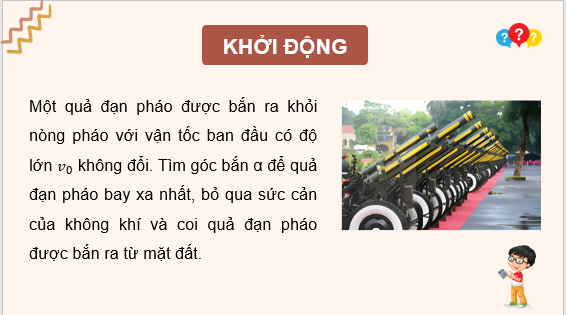 KHỞI ĐỘNG
? ? ?
Một quả đạn pháo được bắn ra khỏi
nòng pháo với vận tốc ban đầu có độ
lớn 𝑣₀ không đổi. Tìm góc bắn α để quả
đạn pháo bay xa nhất, bỏ qua sức cản
của không khí và coi quả đạn pháo
được bắn ra từ mặt đất.